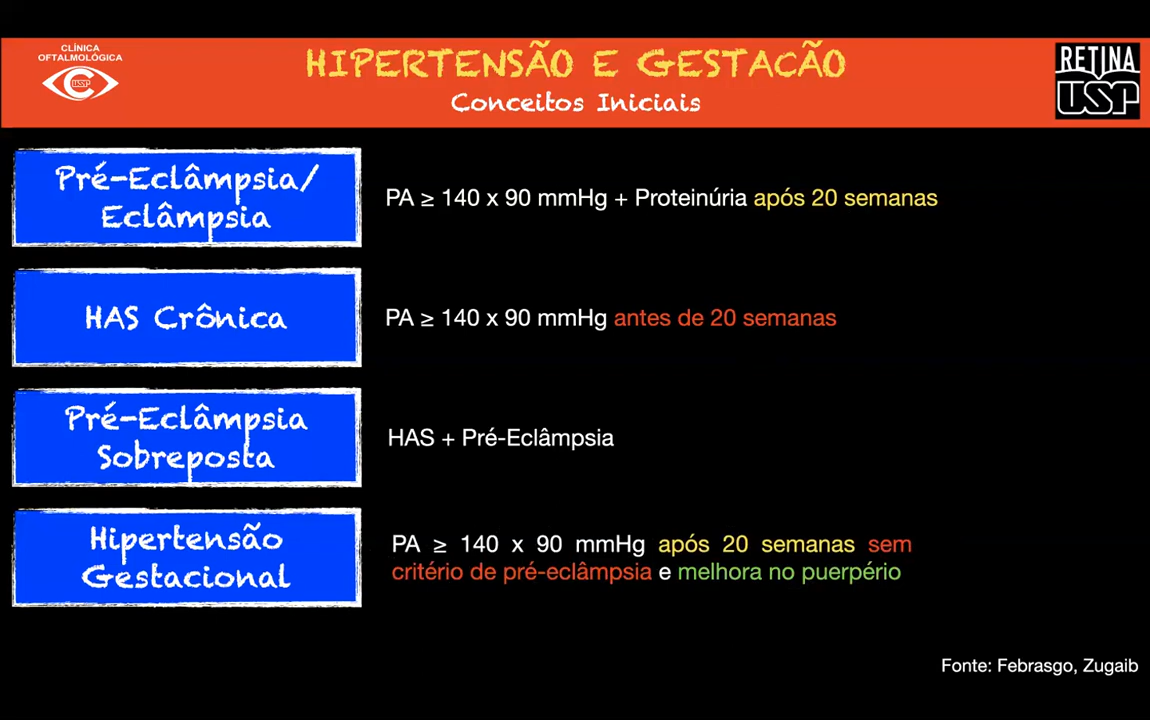 CLÍNICA
OFTALMOLÓGICA
USP
HIPERTENSÃO E GESTACÃO
Conceitos Iniciais
RETINA
USP
Pré-Eclâmpsia/
Eclâmpsia
PA ≥ 140 x 90 mmHg + Proteinúria após 20 semanas
HAS Crônica
PA ≥ 140 x 90 mmHg antes de 20 semanas
Pré-Eclâmpsia
Sobreposta
HAS + Pré-Eclâmpsia
Hipertensão
Gestacional
PA ≥ 140 x 90 mmHg após 20 semanas sem
critério de pré-eclâmpsia e melhora no puerpério
Fonte: Febrasgo, Zugaib